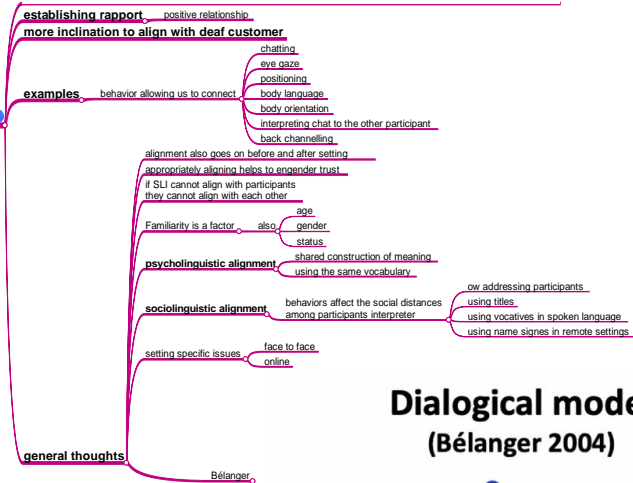 establishing rapport
positive relationship
more inclination to align with deaf customer
examples
behavior allowing us to connect
chatting
eye gaze
positioning
body language
body orientation
interpreting chat to the other participant
back channelling
general thoughts
alignment also goes on before and after setting
appropriately aligning helps to engender trust
if SLI cannot align with participants
they cannot align with each other
Familiarity is a factor
also
age
gender
status
psycholinguistic alignment
shared construction of meaning
using the same vocabulary
sociolinguistic alignment
behaviors affect the social distances
among participants interpreter
ow addressing participants
using titles
using vocatives in spoken language
using name signes in remote settings
setting specific issues
face to face
online
Bélanger
Dialogical mode
(Bélanger 2004)